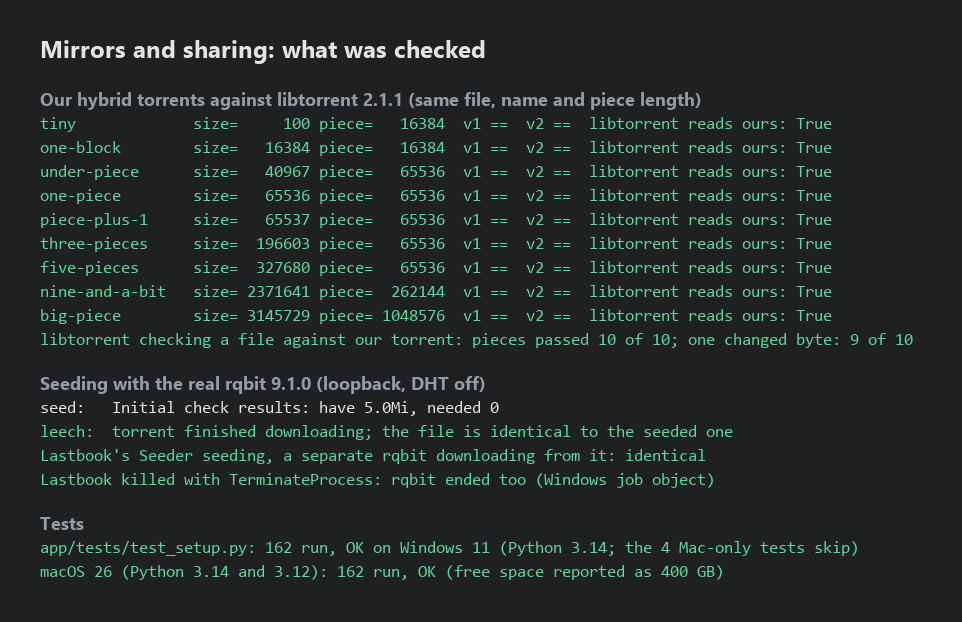 Mirrors and sharing: what was checked
Our hybrid torrents against libtorrent 2.1.1 (same file, name and piece length)
tiny             size=     100 piece=   16384  v1 ==  v2 ==  libtorrent reads ours: True
one-block        size=   16384 piece=   16384  v1 ==  v2 ==  libtorrent reads ours: True
under-piece      size=   40967 piece=   65536  v1 ==  v2 ==  libtorrent reads ours: True
one-piece        size=   65536 piece=   65536  v1 ==  v2 ==  libtorrent reads ours: True
piece-plus-1     size=   65537 piece=   65536  v1 ==  v2 ==  libtorrent reads ours: True
three-pieces     size=  196603 piece=   65536  v1 ==  v2 ==  libtorrent reads ours: True
five-pieces      size=  327680 piece=   65536  v1 ==  v2 ==  libtorrent reads ours: True
nine-and-a-bit   size= 2371641 piece=  262144  v1 ==  v2 ==  libtorrent reads ours: True
big-piece        size= 3145729 piece= 1048576  v1 ==  v2 ==  libtorrent reads ours: True
libtorrent checking a file against our torrent: pieces passed 10 of 10; one changed byte: 9 of 10
Seeding with the real rqbit 9.1.0 (loopback, DHT off)
seed:   Initial check results: have 5.0Mi, needed 0
leech:  torrent finished downloading; the file is identical to the seeded one
Lastbook's Seeder seeding, a separate rqbit downloading from it: identical
Lastbook killed with TerminateProcess: rqbit ended too (Windows job object)
Tests
app/tests/test_setup.py: 162 run, OK on Windows 11 (Python 3.14; the 4 Mac-only tests skip)
macOS 26 (Python 3.14 and 3.12): 162 run, OK (free space reported as 400 GB)